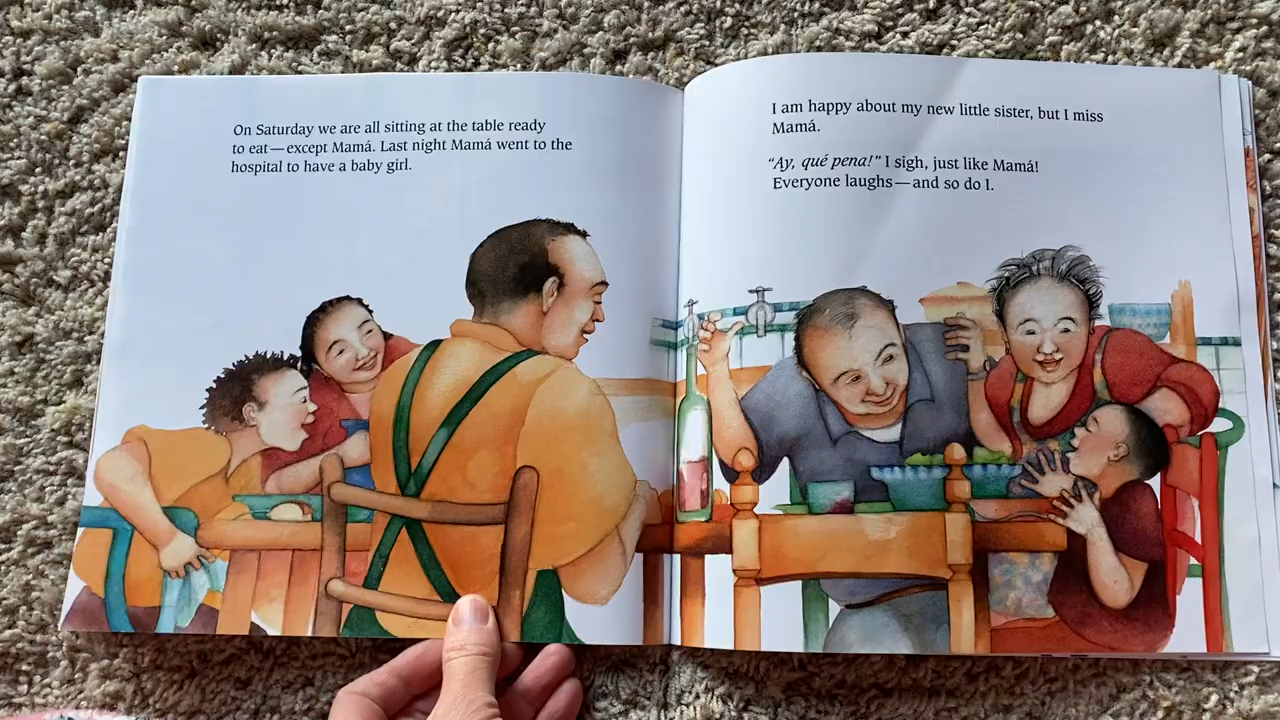 On Saturday we are all sitting at the table ready
to eat—except Mamá. Last night Mamá went to the
hospital to have a baby girl.
I am happy about my new little sister, but I miss
Mamá.
“Ay, qué pena!” I sigh, just like Mamá!
Everyone laughs—and so do I.